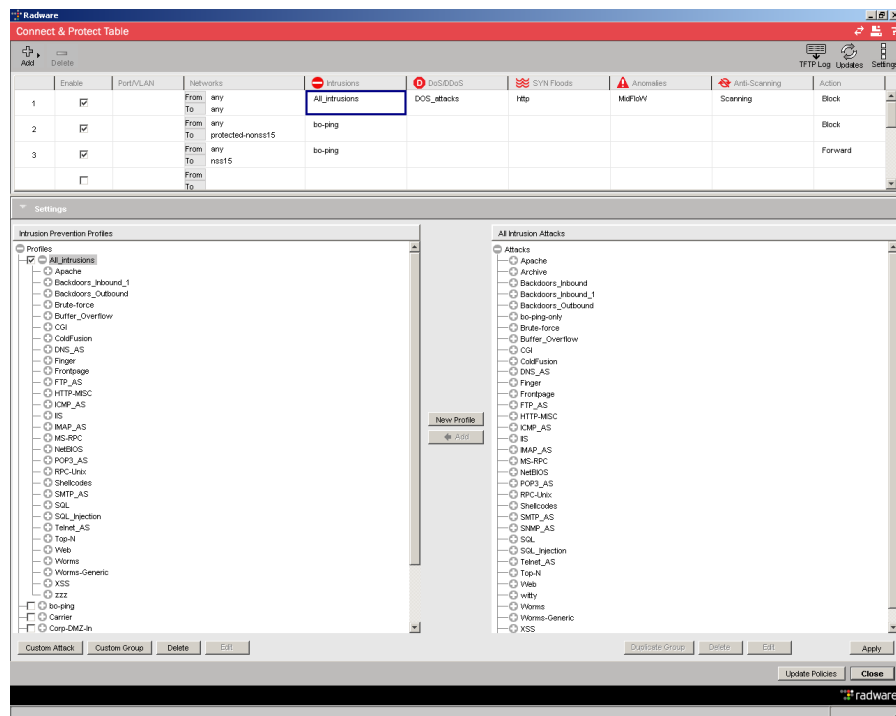 Radware
Connect & Protect Table
Add Delete TFTP Log Updates Settings
Enable Port/VLAN Networks Intrusions DoS/DDoS SYN Floods Anomalies Anti-Scanning Action
1 From any All_intrusions DOS_attacks http MidFloW Scanning Block
To any
2 From any bo-ping Block
To protected-nonss15
3 From any bo-ping Forward
To nss15
From
To
Settings
Intrusion Prevention Profiles
Profiles
All_intrusions
Apache
Backdoors_Inbound_1
Backdoors_Outbound
Brute-force
Buffer_Overflow
CGI
ColdFusion
DNS_AS
Finger
Frontpage
FTP_AS
HTTP-MISC
ICMP_AS
IIS
IMAP_AS
MS-RPC
NetBIOS
POP3_AS
RPC-Unix
Shellcodes
SMTP_AS
SQL
SQL_Injection
Telnet_AS
Top-N
Web
Worms
Worms-Generic
XSS
zzz
bo-ping
Carrier
Corp-DMZ-In
New Profile
Add
All Intrusion Attacks
Attacks
Apache
Archive
Backdoors_Inbound
Backdoors_Inbound_1
Backdoors_Outbound
bo-ping-only
Brute-force
Buffer_Overflow
CGI
ColdFusion
DNS_AS
Finger
Frontpage
FTP_AS
HTTP-MISC
ICMP_AS
IIS
IMAP_AS
MS-RPC
NetBIOS
POP3_AS
RPC-Unix
Shellcodes
SMTP_AS
SNMP_AS
SQL
SQL_Injection
Telnet_AS
Top-N
Web
witty
Worms
Worms-Generic
XSS
Custom Attack Custom Group Delete Edit Duplicate Group Delete Edit Apply
Update Policies Close
radware